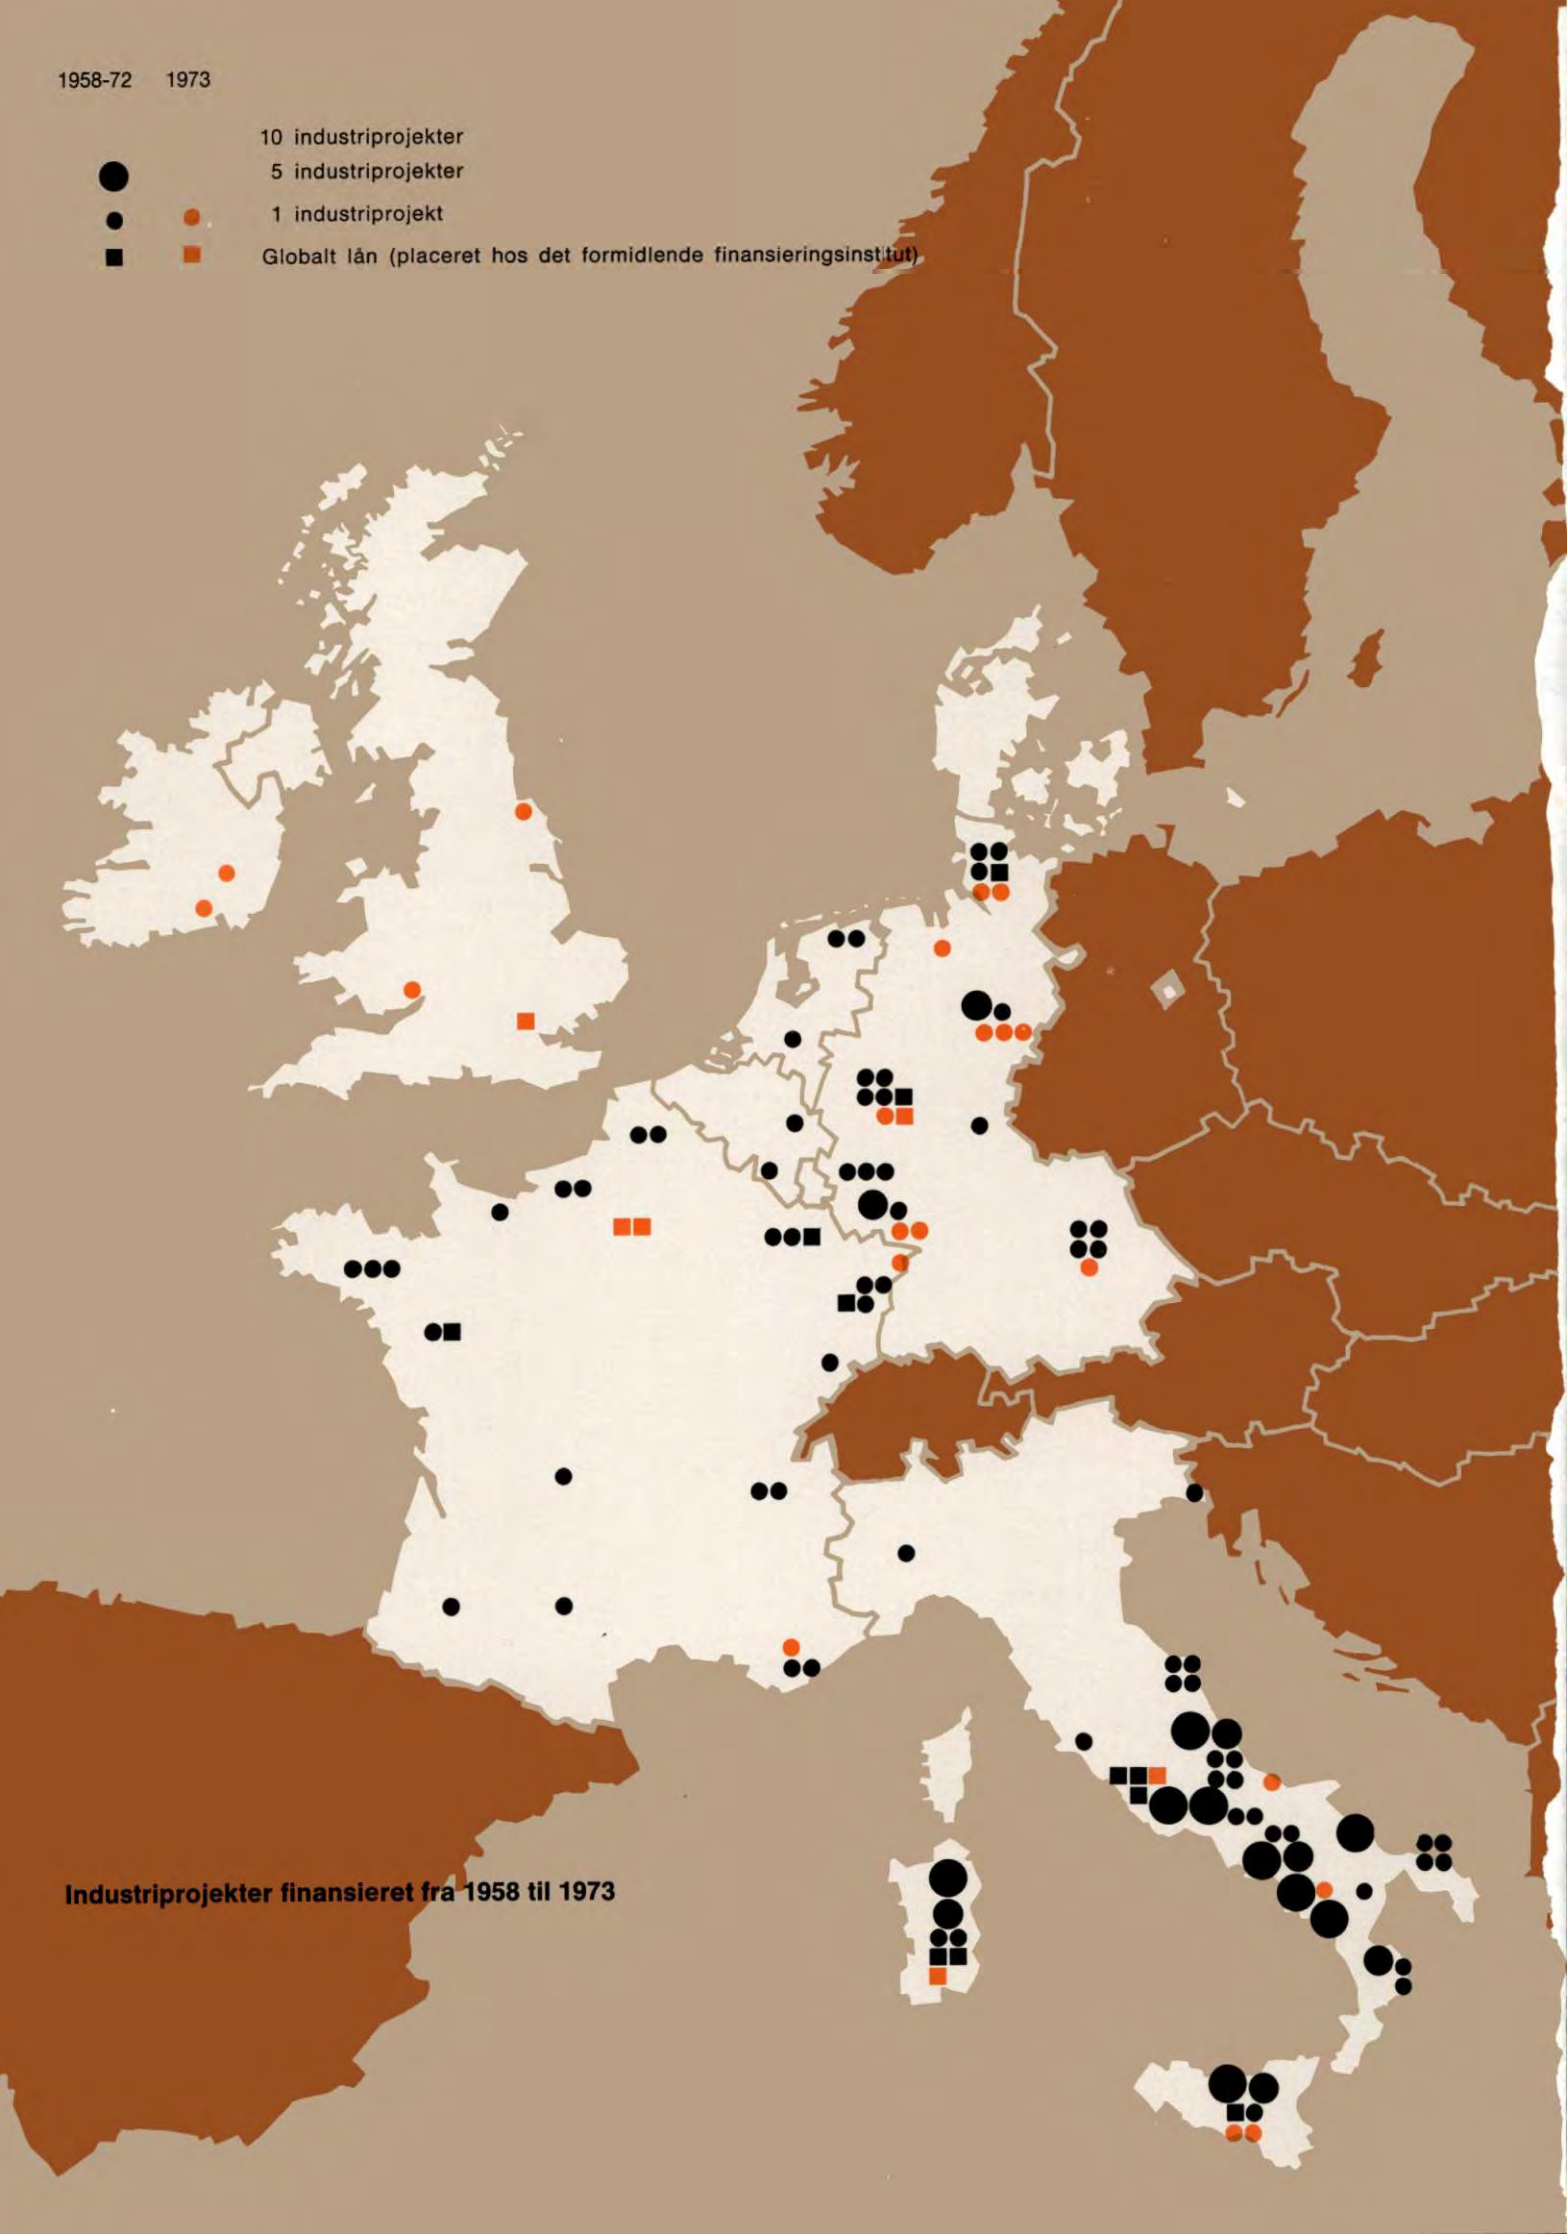 1958-72 1973
10 industriprojekter
5 industriprojekter
1 industriprojekt
Globalt lån (placeret hos det formidlende finansieringsinstitut)
Industriprojekter finansieret fra 1958 til 1973